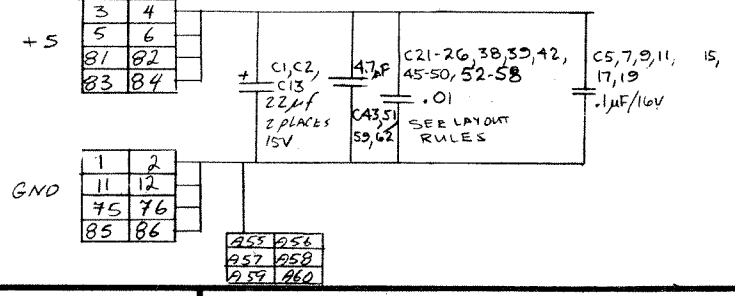 3 4
+5
5 6
81 82
83 84
+
C1, C2,
C13
22µf
2 PLACES
15V
4.7µF
C43,51
59,62
C21-26,38,39,42,
45-50, 52-58
.01
SEE LAYOUT
RULES
C5,7,9,11, 15,
17,19
.1µF/16V
GND
1 2
11 12
75 76
85 86
A55 A56
A57 A58
A59 A60